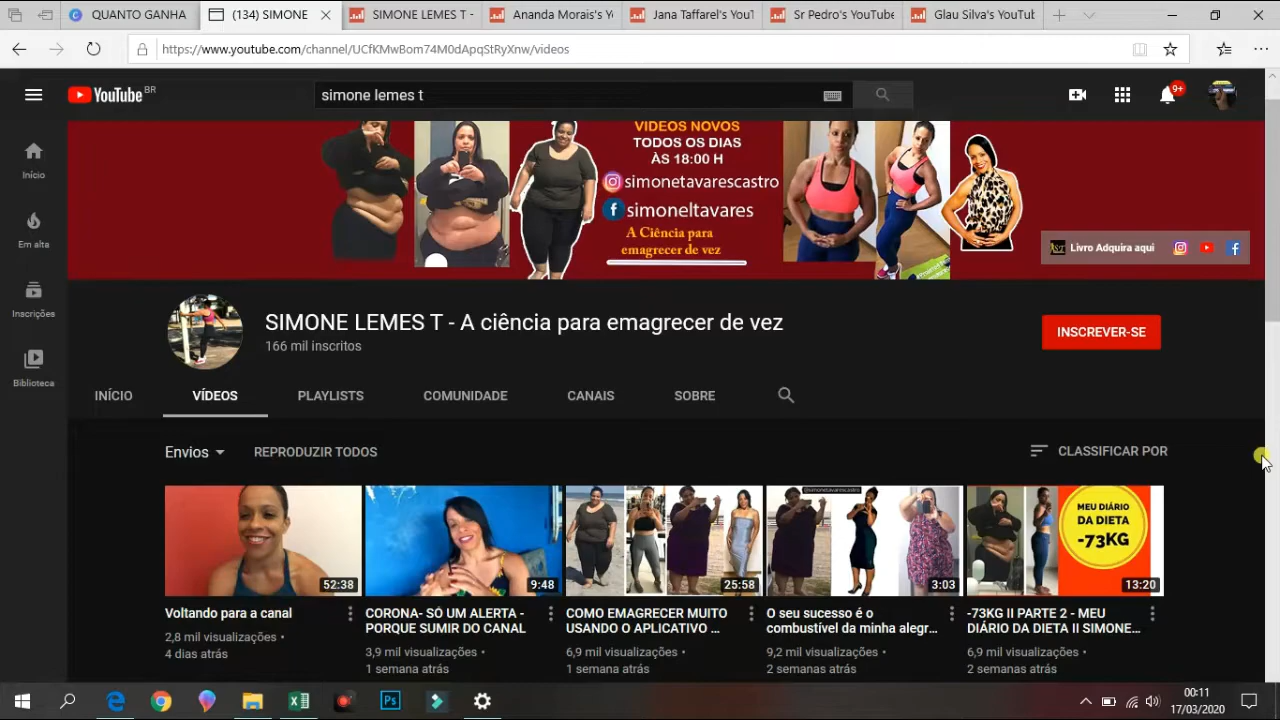 QUANTO GANHA
(134) SIMONE
SIMONE LEMES T -
Ananda Morais's Y
Jana Taffarel's YouT
Sr Pedro's YouTube
Glau Silva's YouTub
https://www.youtube.com/channel/UCfKMwBom74M0dApqStRyXnw/videos
YouTube BR
simone lemes t
9+
VIDEOS NOVOS
TODOS OS DIAS
ÀS 18:00 H
simonetavarescastro
simoneltavares
A Ciência para
emagrecer de vez
Livro Adquira aqui
Início
Em alta
Inscrições
Biblioteca
SIMONE LEMES T - A ciência para emagrecer de vez
166 mil inscritos
INSCREVER-SE
INÍCIO
VÍDEOS
PLAYLISTS
COMUNIDADE
CANAIS
SOBRE
Envios
REPRODUZIR TODOS
CLASSIFICAR POR
52:38
9:48
25:58
@simonetavarescastro
3:03
MEU DIÁRIO
DA DIETA
-73KG
13:20
Voltando para a canal
2,8 mil visualizações •
4 dias atrás
CORONA- SÓ UM ALERTA -
PORQUE SUMIR DO CANAL
3,9 mil visualizações •
1 semana atrás
COMO EMAGRECER MUITO
USANDO O APLICATIVO ...
6,9 mil visualizações •
1 semana atrás
O seu sucesso é o
combustível da minha alegr...
9,2 mil visualizações •
2 semanas atrás
-73KG II PARTE 2 - MEU
DIÁRIO DA DIETA II SIMONE...
6,9 mil visualizações •
2 semanas atrás
Ps
00:11
17/03/2020